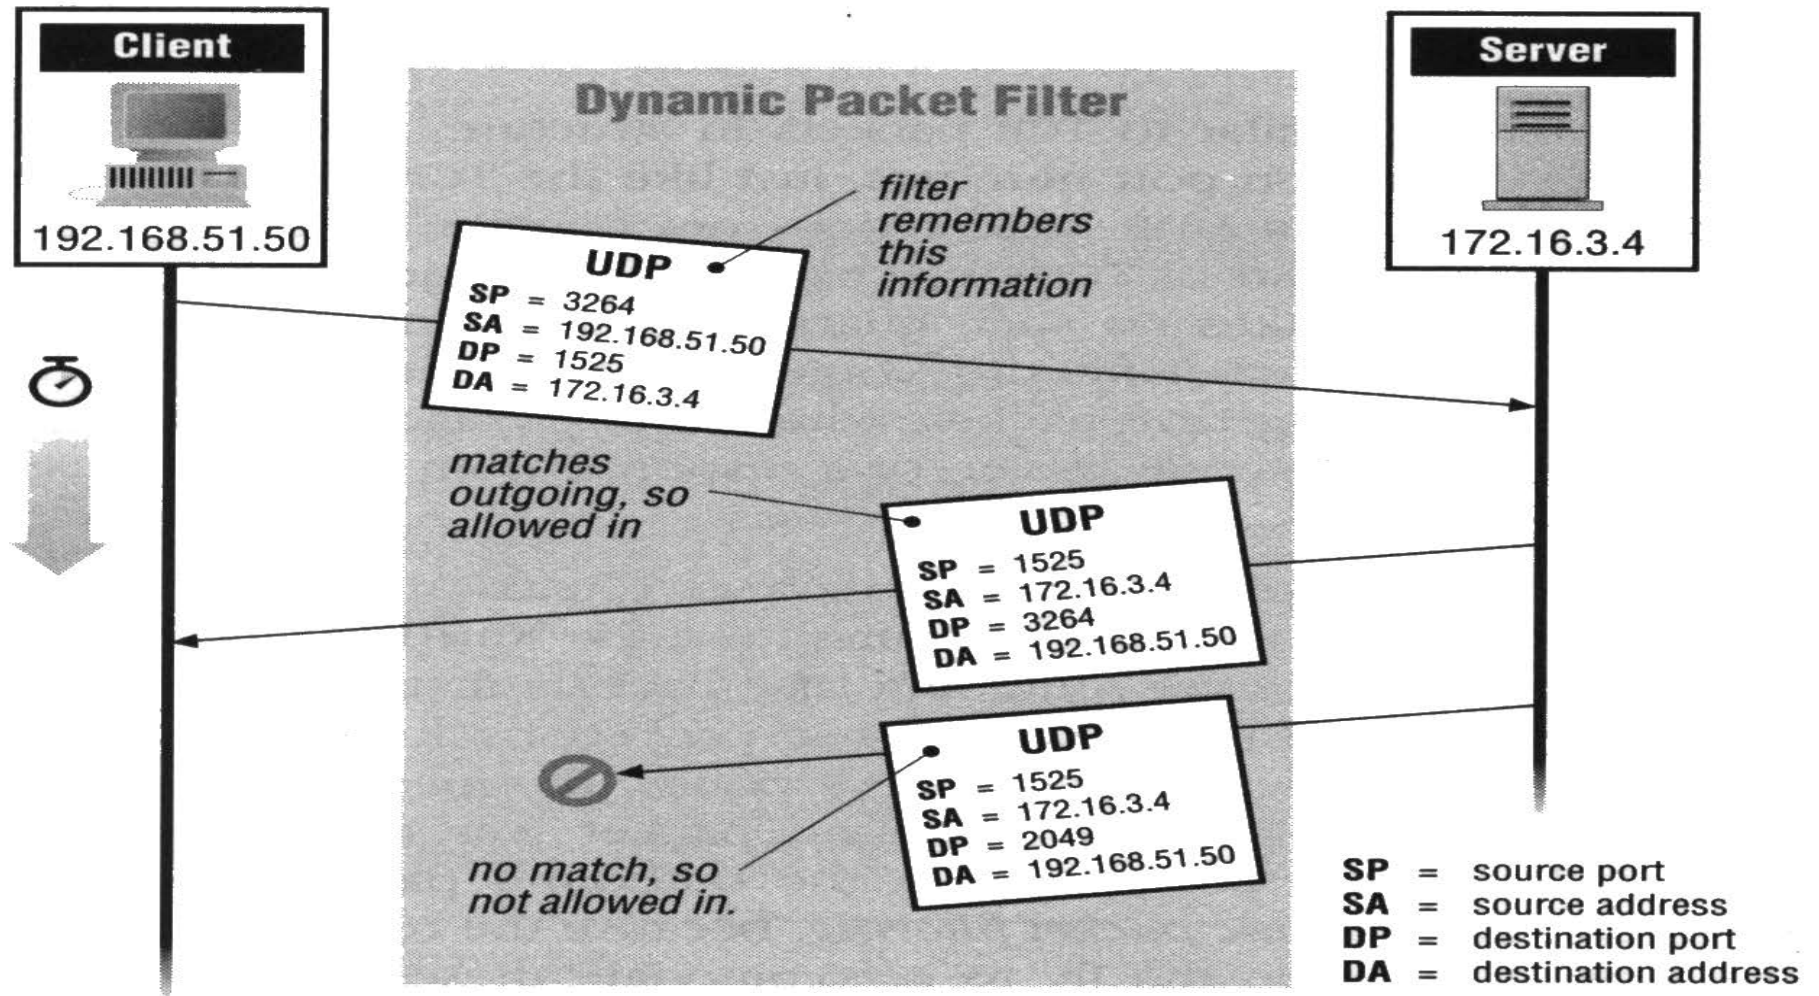 Client
192.168.51.50
Server
172.16.3.4
Dynamic Packet Filter
filter
remembers
this
information
UDP
SP = 3264
SA = 192.168.51.50
DP = 1525
DA = 172.16.3.4
matches
outgoing, so
allowed in
UDP
SP = 1525
SA = 172.16.3.4
DP = 3264
DA = 192.168.51.50
UDP
SP = 1525
SA = 172.16.3.4
DP = 2049
DA = 192.168.51.50
no match, so
not allowed in.
SP = source port
SA = source address
DP = destination port
DA = destination address